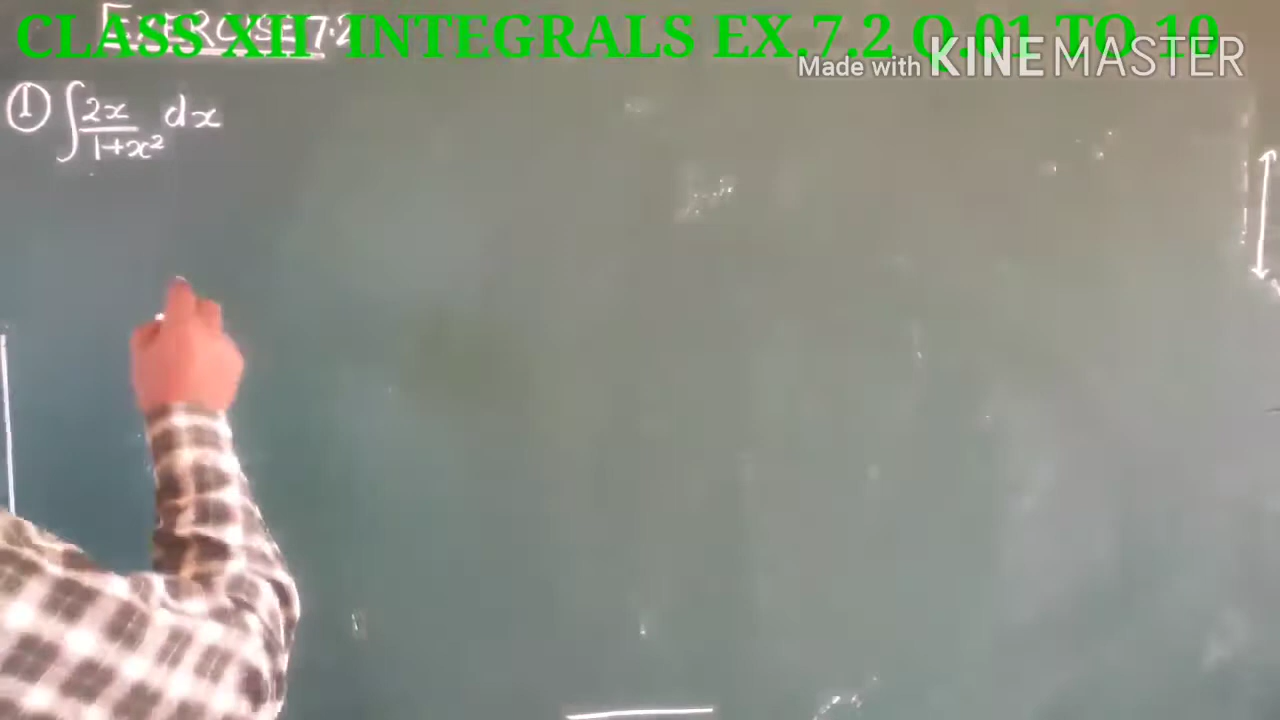 CLASS XII INTEGRALS EX.7.2 Q.01 TO 10
EXERCISE 7.2
Made with KINEMASTER
① ∫ 2x/(1+x²) dx